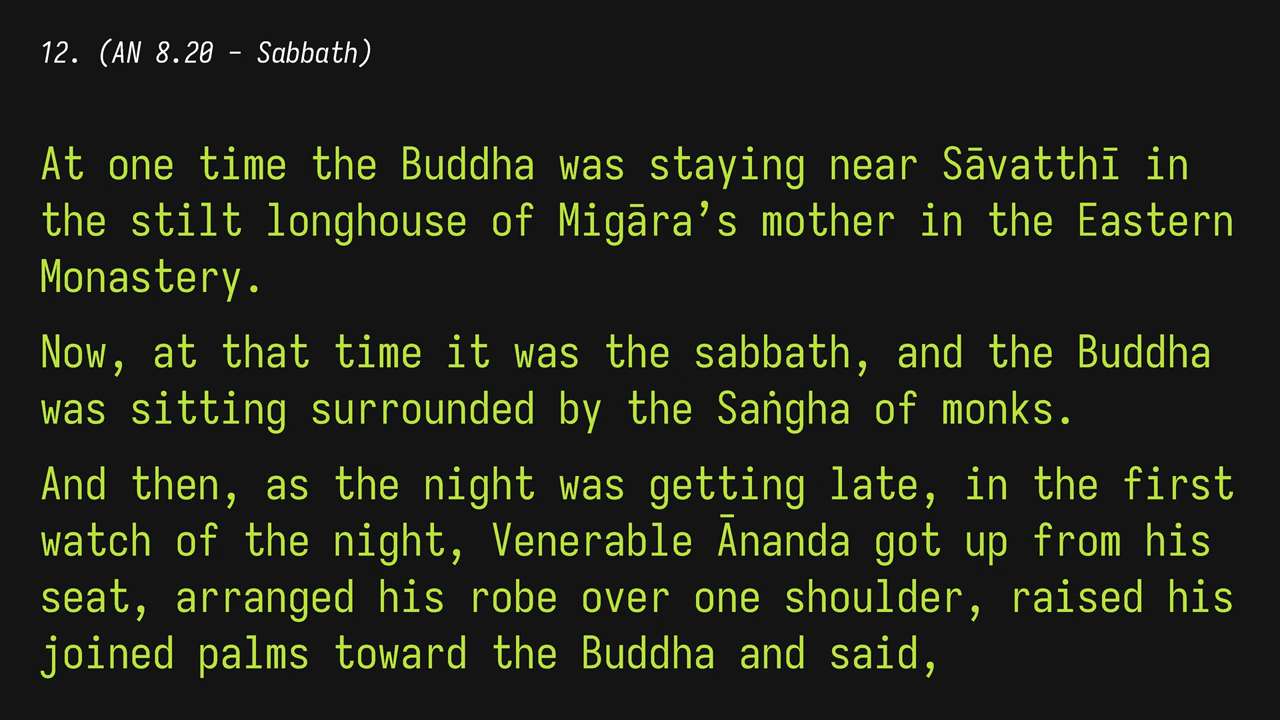 12. (AN 8.20 – Sabbath)
At one time the Buddha was staying near Sāvatthī in
the stilt longhouse of Migāra’s mother in the Eastern
Monastery.
Now, at that time it was the sabbath, and the Buddha
was sitting surrounded by the Saṅgha of monks.
And then, as the night was getting late, in the first
watch of the night, Venerable Ānanda got up from his
seat, arranged his robe over one shoulder, raised his
joined palms toward the Buddha and said,